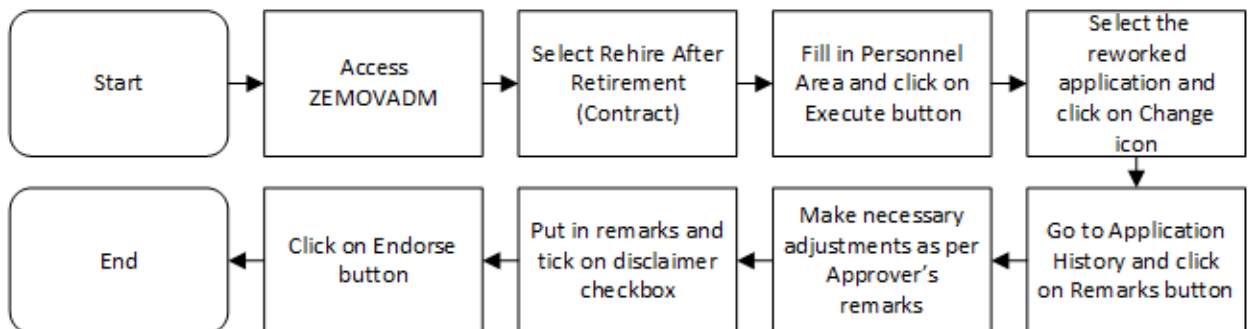 Start
Access
ZEMOVADM
Select Rehire After
Retirement
(Contract)
Fill in Personnel
Area and click on
Execute button
Select the
reworked
application and
click on Change
icon
Go to Application
History and click
on Remarks button
Make necessary
adjustments as per
Approver’s
remarks
Put in remarks and
tick on disclaimer
checkbox
Click on Endorse
button
End